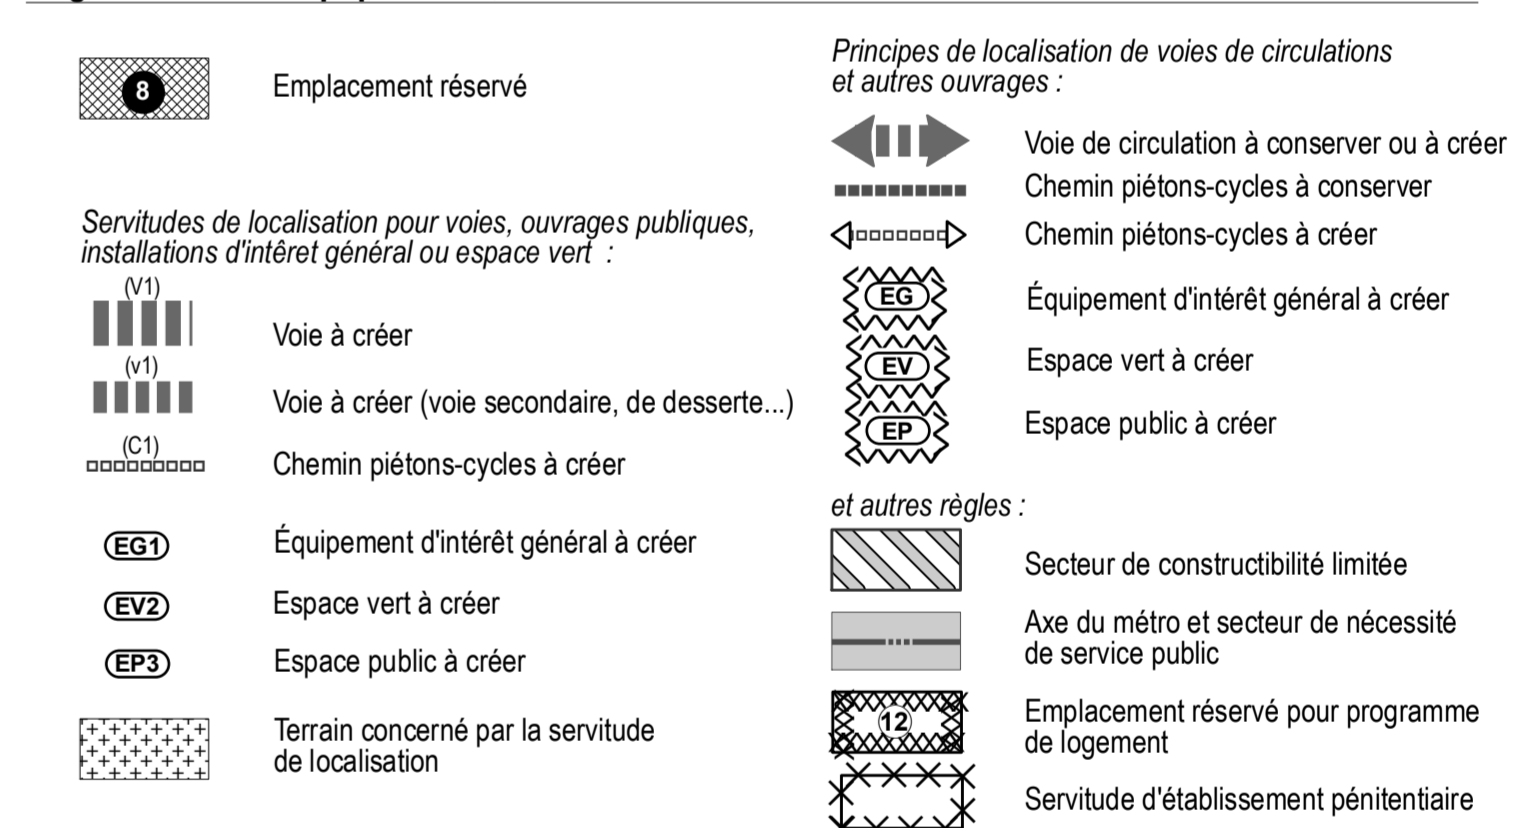 8
Emplacement réservé
Servitudes de localisation pour voies, ouvrages publiques,
installations d'intêret général ou espace vert :
(V1)
Voie à créer
(v1)
Voie à créer (voie secondaire, de desserte...)
(C1)
Chemin piétons-cycles à créer
EG1
Équipement d'intérêt général à créer
EV2
Espace vert à créer
EP3
Espace public à créer
Terrain concerné par la servitude
de localisation
Principes de localisation de voies de circulations
et autres ouvrages :
Voie de circulation à conserver ou à créer
Chemin piétons-cycles à conserver
Chemin piétons-cycles à créer
EG
Équipement d'intérêt général à créer
EV
Espace vert à créer
EP
Espace public à créer
et autres règles :
Secteur de constructibilité limitée
Axe du métro et secteur de nécessité
de service public
12
Emplacement réservé pour programme
de logement
Servitude d'établissement pénitentiaire